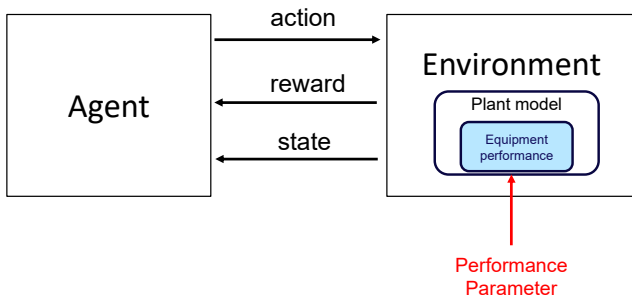 action
Environment
reward
Agent
Plant model
Equipment
performance
state
Performance
Parameter